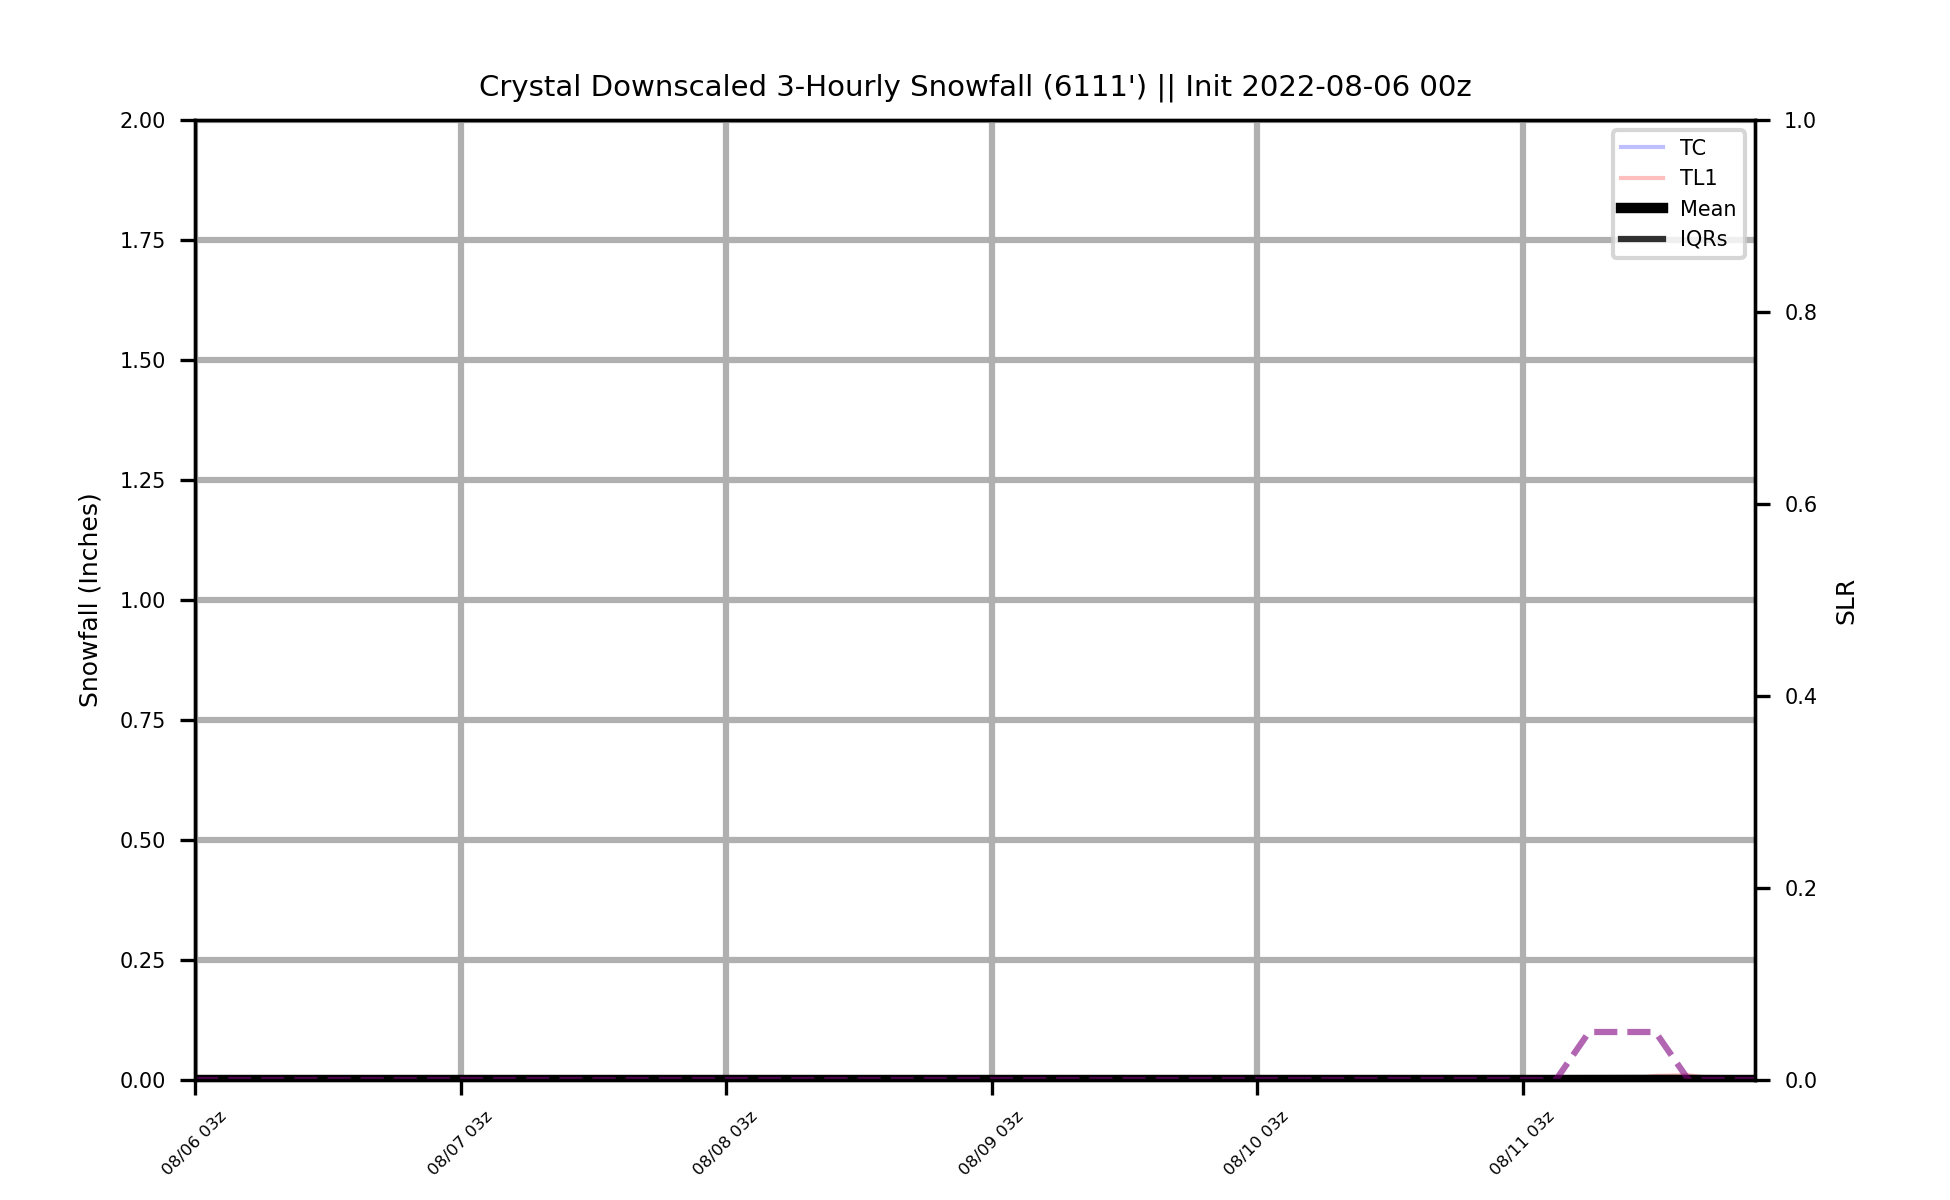 Crystal Downscaled 3-Hourly Snowfall (6111') || Init 2022-08-06 00z
2.00
1.75
1.50
1.25
1.00
0.75
0.50
0.25
0.00
Snowfall (Inches)
TC
TL1
Mean
IQRs
1.0
0.8
0.6
0.4
0.2
0.0
SLR
08/06 03z
08/07 03z
08/08 03z
08/09 03z
08/10 03z
08/11 03z